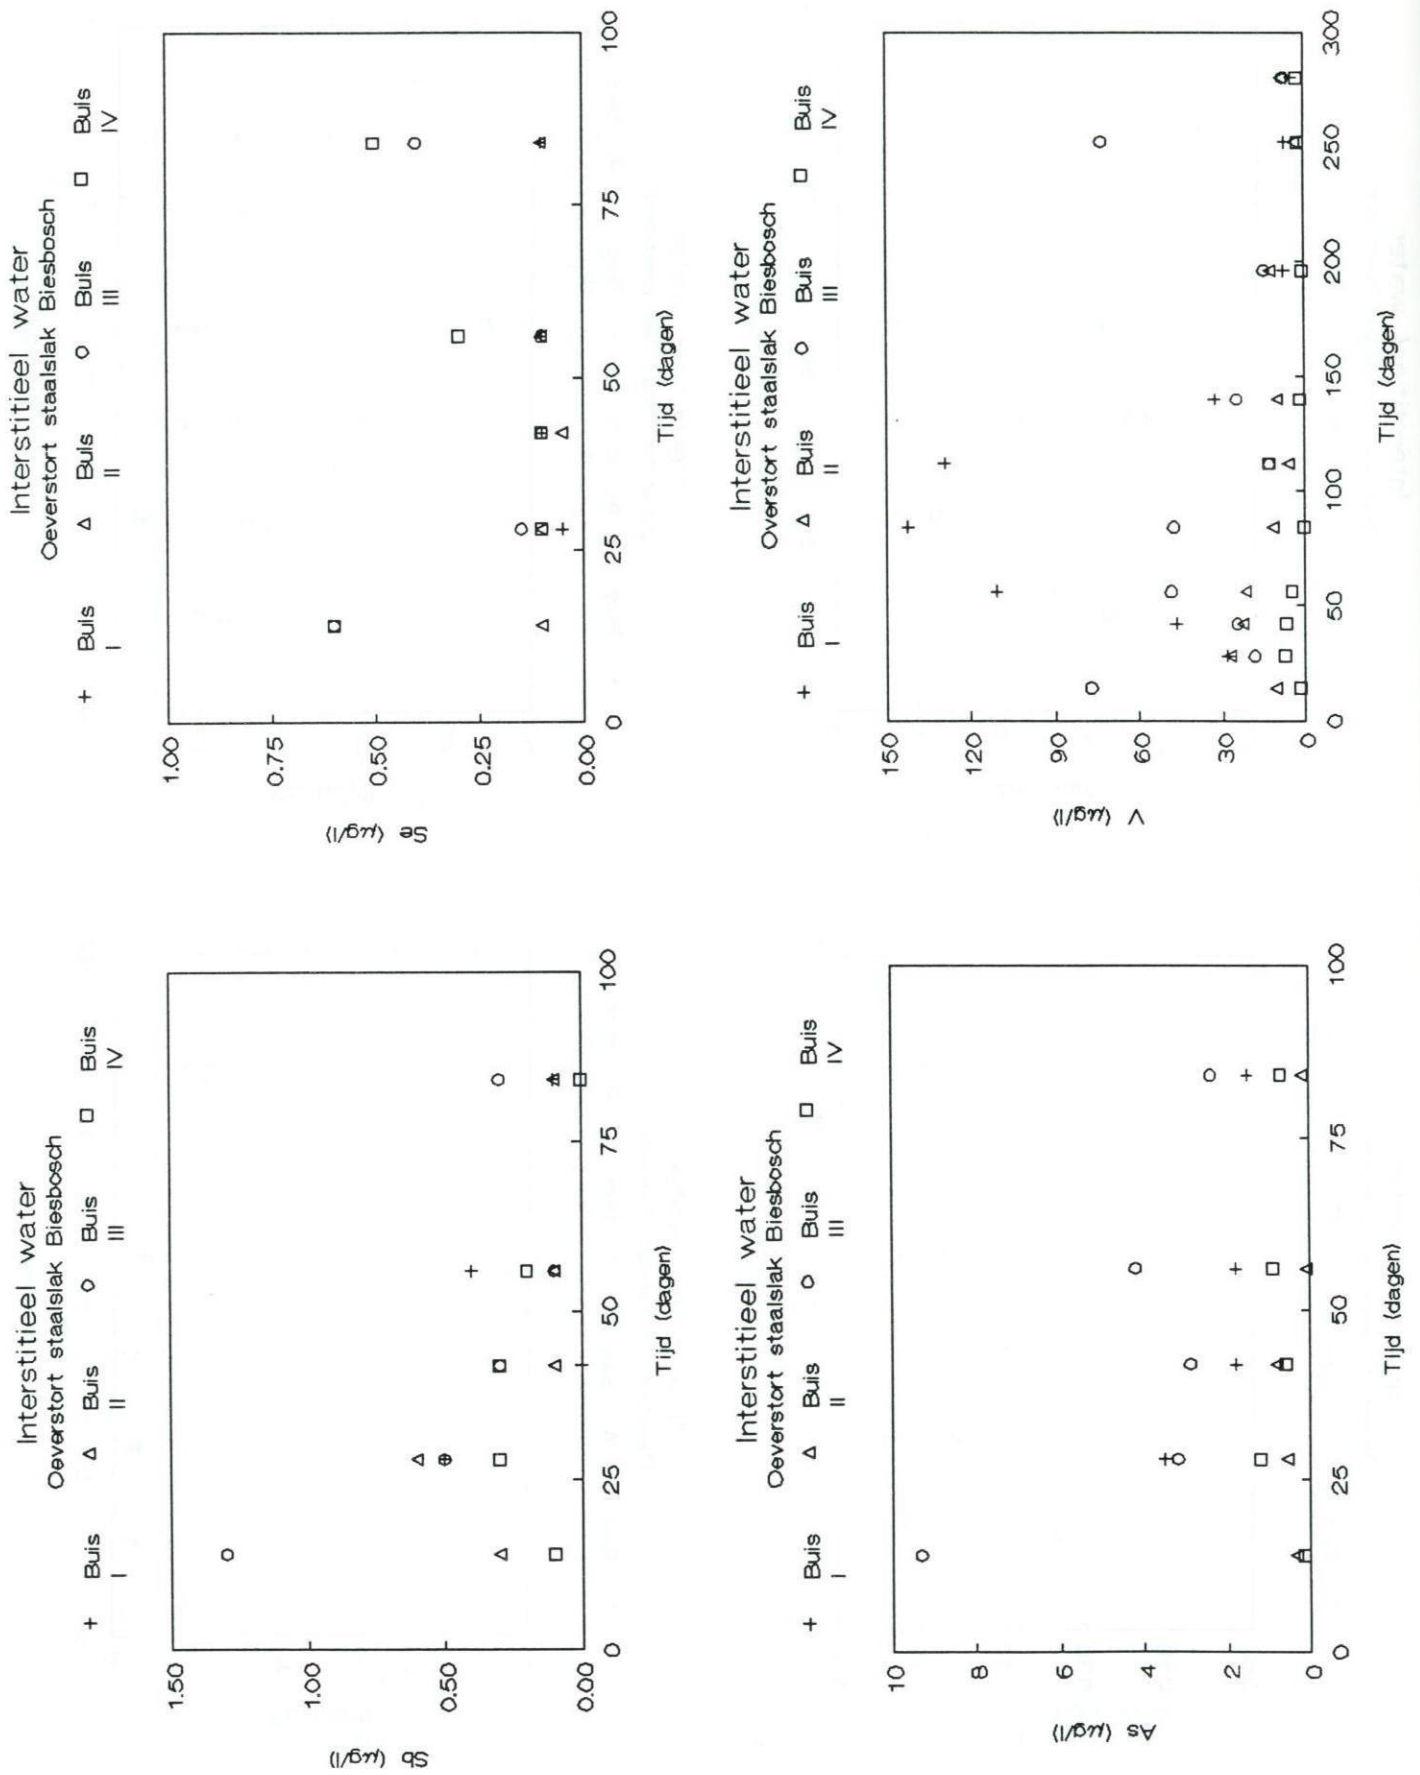 Interstitieel water
Oeverstort staalslak Biesbosch
+ Buis △ Buis ○ Buis □ Buis
I II III IV
1.50
1.00
0.50
0.00
Sb (µg/l)
0 25 50 75 100
Tijd (dagen)
Interstitieel water
Oeverstort staalslak Biesbosch
+ Buis △ Buis ○ Buis □ Buis
I II III IV
1.00
0.75
0.50
0.25
0.00
Se (µg/l)
0 25 50 75 100
Tijd (dagen)
Interstitieel water
Oeverstort staalslak Biesbosch
+ Buis △ Buis ○ Buis □ Buis
I II III IV
10
8
6
4
2
0
As (µg/l)
0 25 50 75 100
Tijd (dagen)
Interstitieel water
Overstort staalslak Biesbosch
+ Buis △ Buis ○ Buis □ Buis
I II III IV
150
120
90
60
30
0
V (µg/l)
0 50 100 150 200 250 300
Tijd (dagen)